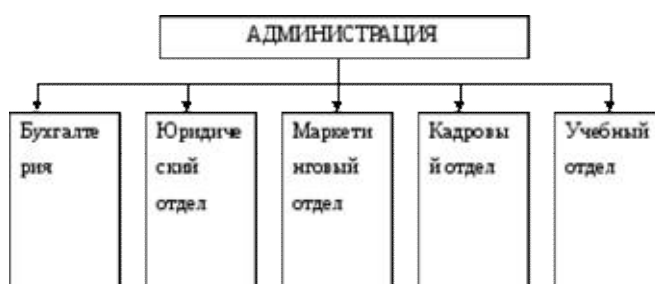 АДМИНИСТРАЦИЯ
Бухгалте
рия
Юридиче
ский
отдел
Маркети
нговый
отдел
Кадровы
й отдел
Учебный
отдел